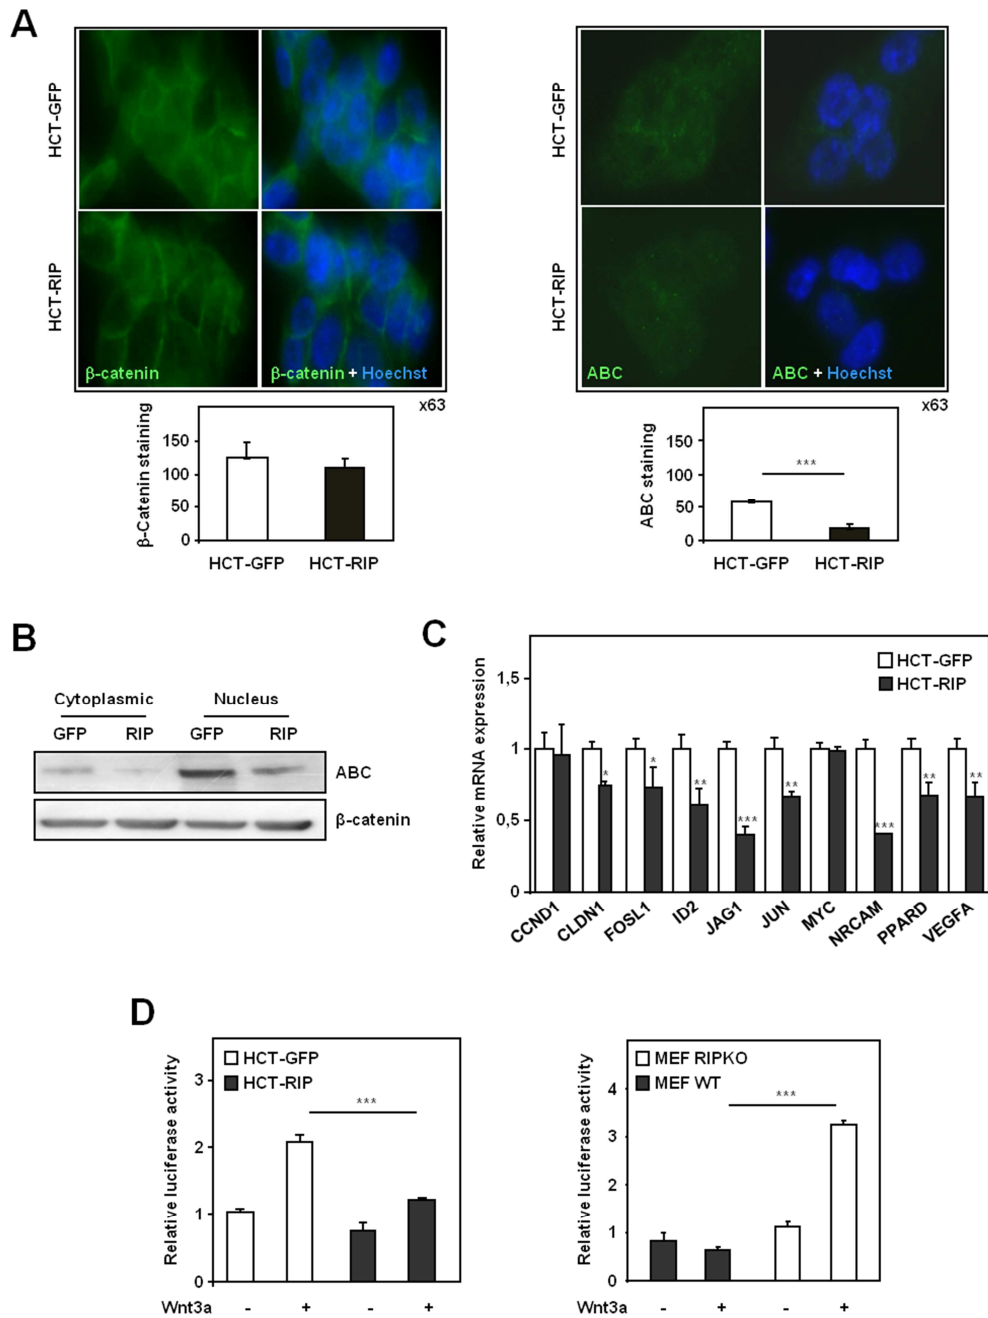 A
HCT-GFP
HCT-RIP
β-catenin
β-catenin + Hoechst
x63
β-Catenin staining
150
100
50
0
HCT-GFP HCT-RIP
HCT-GFP
HCT-RIP
ABC
ABC + Hoechst
x63
ABC staining
150
100
50
0
***
HCT-GFP HCT-RIP
B
Cytoplasmic Nucleus
GFP RIP GFP RIP
ABC
β-catenin
C
Relative mRNA expression
1,5
1
0,5
0
HCT-GFP
HCT-RIP
* * ** *** ** *** ** **
CCND1 CLDN1 FOSL1 ID2 JAG1 JUN MYC NRCAM PPARD VEGFA
D
Relative luciferase activity
3
2
1
0
HCT-GFP
HCT-RIP
***
Wnt3a - + - +
Relative luciferase activity
4
3
2
1
0
MEF RIPKO
MEF WT
***
Wnt3a - + - +